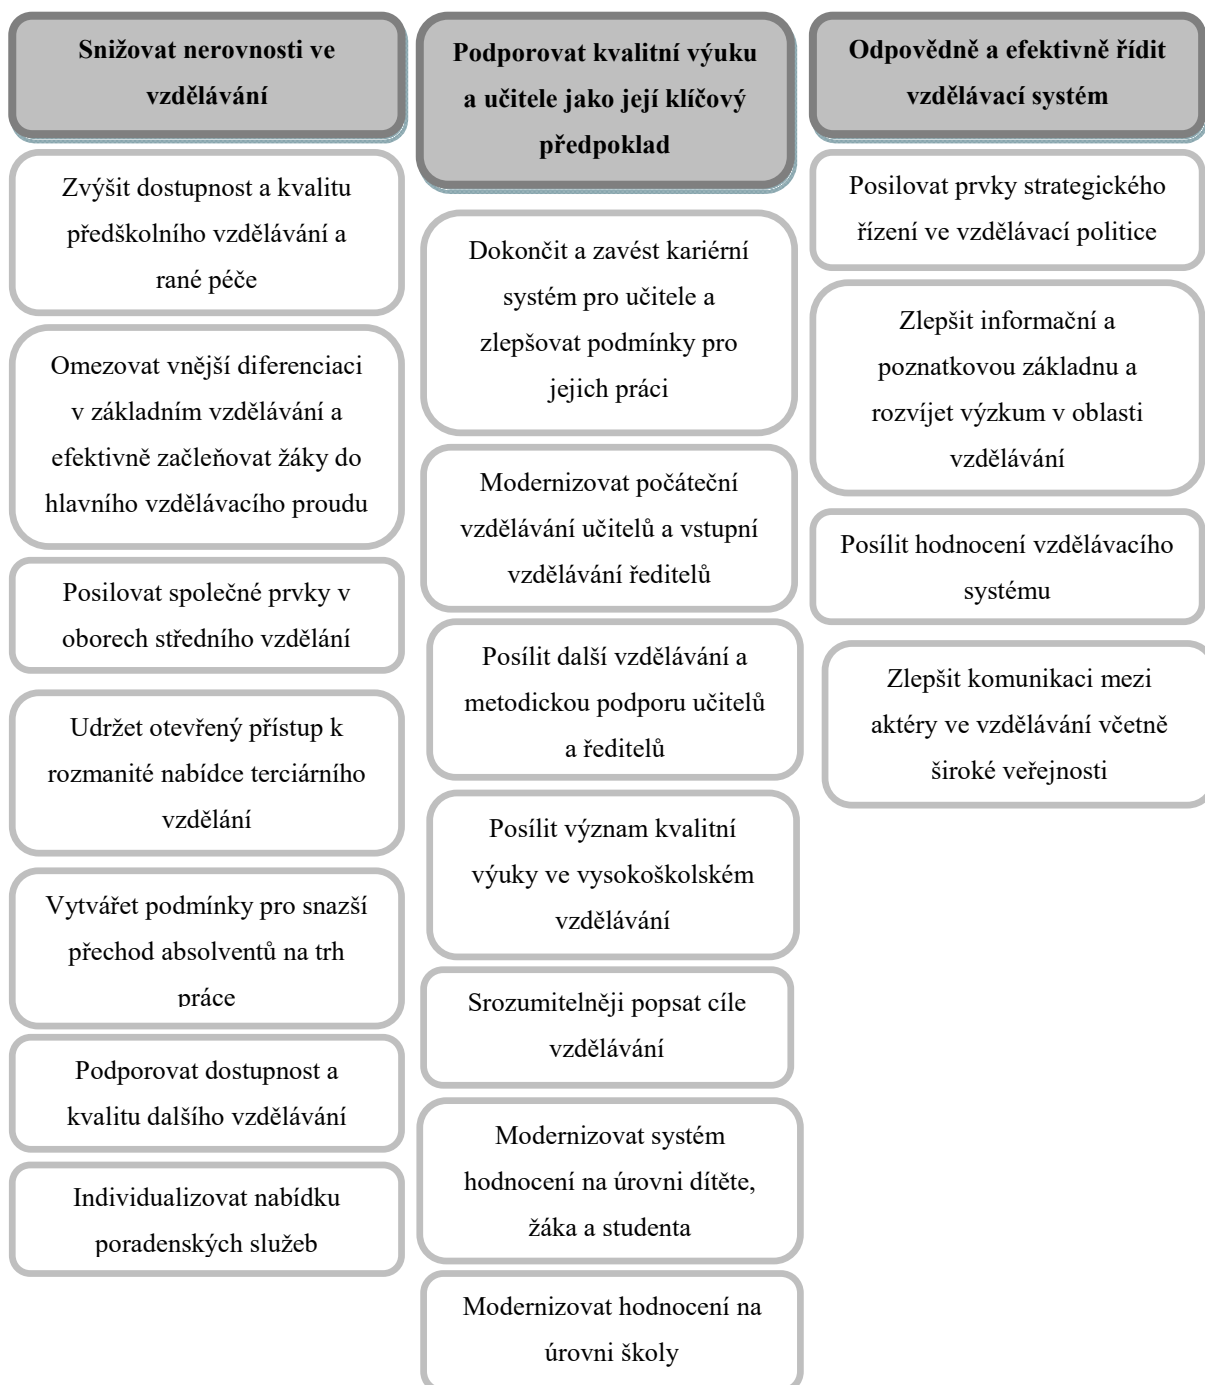 Snižovat nerovnosti ve
vzdělávání
Zvýšit dostupnost a kvalitu
předškolního vzdělávání a
rané péče
Omezovat vnější diferenciaci
v základním vzdělávání a
efektivně začleňovat žáky do
hlavního vzdělávacího proudu
Posilovat společné prvky v
oborech středního vzdělání
Udržet otevřený přístup k
rozmanité nabídce terciárního
vzdělání
Vytvářet podmínky pro snazší
přechod absolventů na trh
práce
Podporovat dostupnost a
kvalitu dalšího vzdělávání
Individualizovat nabídku
poradenských služeb
Podporovat kvalitní výuku
a učitele jako její klíčový
předpoklad
Dokončit a zavést kariérní
systém pro učitele a
zlepšovat podmínky pro
jejich práci
Modernizovat počáteční
vzdělávání učitelů a vstupní
vzdělávání ředitelů
Posílit další vzdělávání a
metodickou podporu učitelů
a ředitelů
Posílit význam kvalitní
výuky ve vysokoškolském
vzdělávání
Srozumitelněji popsat cíle
vzdělávání
Modernizovat systém
hodnocení na úrovni dítěte,
žáka a studenta
Modernizovat hodnocení na
úrovni školy
Odpovědně a efektivně řídit
vzdělávací systém
Posilovat prvky strategického
řízení ve vzdělávací politice
Zlepšit informační a
poznatkovou základnu a
rozvíjet výzkum v oblasti
vzdělávání
Posílit hodnocení vzdělávacího
systému
Zlepšit komunikaci mezi
aktéry ve vzdělávání včetně
široké veřejnosti